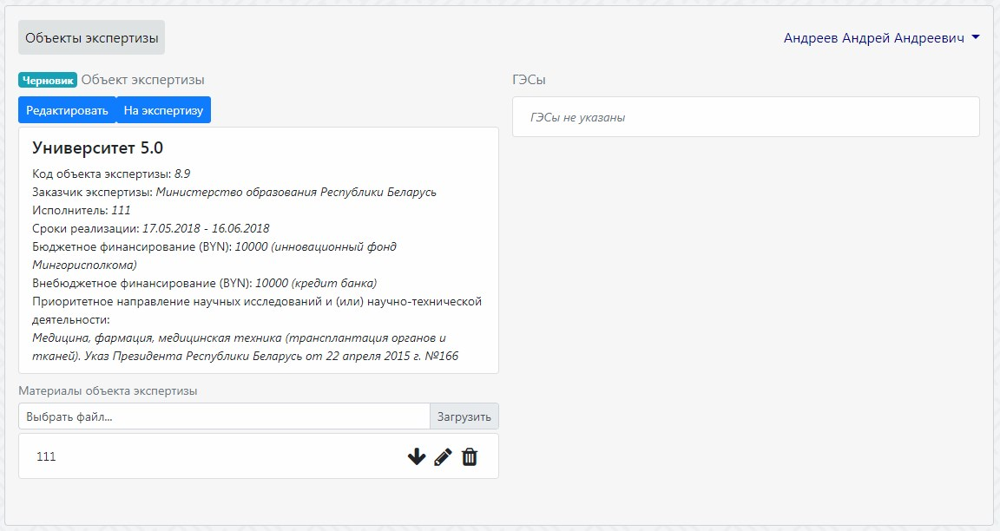 Объекты экспертизы
Андреев Андрей Андреевич
Черновик Объект экспертизы
Редактировать На экспертизу
Университет 5.0
Код объекта экспертизы: 8.9
Заказчик экспертизы: Министерство образования Республики Беларусь
Исполнитель: 111
Сроки реализации: 17.05.2018 - 16.06.2018
Бюджетное финансирование (BYN): 10000 (инновационный фонд
Мингорисполкома)
Внебюджетное финансирование (BYN): 10000 (кредит банка)
Приоритетное направление научных исследований и (или) научно-технической
деятельности:
Медицина, фармация, медицинская техника (трансплантация органов и
тканей). Указ Президента Республики Беларусь от 22 апреля 2015 г. №166
Материалы объекта экспертизы
Выбрать файл... Загрузить
111
ГЭСы
ГЭСы не указаны